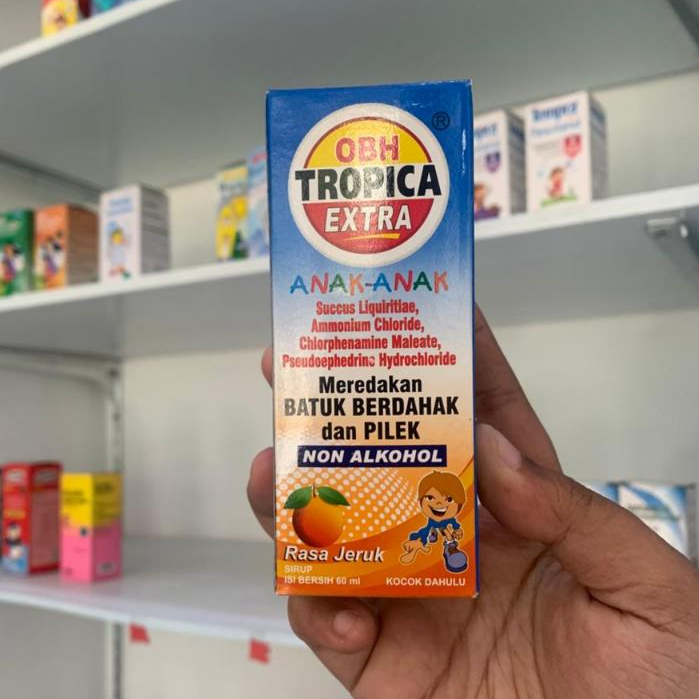 OBH
TROPICA
EXTRA
®
ANAK-ANAK
Succus Liquiritiae,
Ammonium Chloride,
Chlorphenamine Maleate,
Pseudoephedrine Hydrochloride
Meredakan
BATUK BERDAHAK
dan PILEK
NON ALKOHOL
Rasa Jeruk
SIRUP
ISI BERSIH 60 ml
KOCOK DAHULU
Tempra